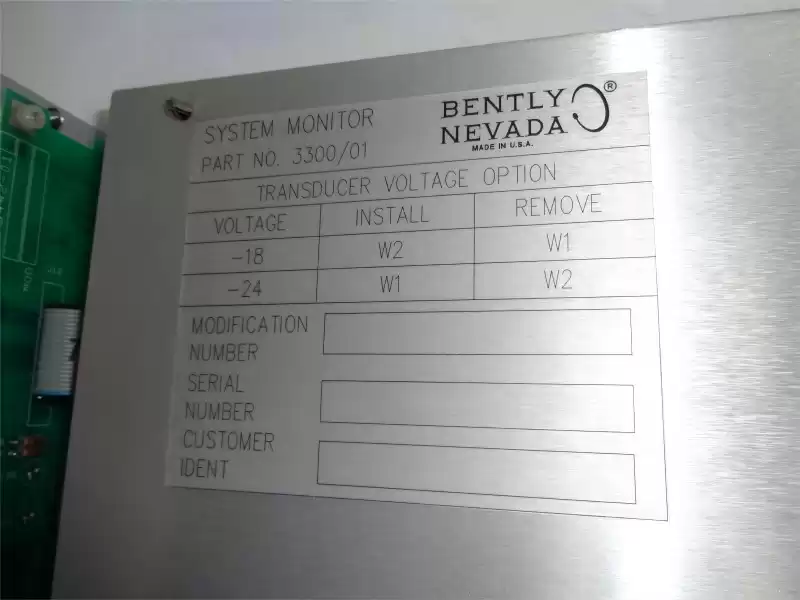 SYSTEM MONITOR
PART NO. 3300/01
BENTLY
NEVADA
®
MADE IN U.S.A.
TRANSDUCER VOLTAGE OPTION
VOLTAGE INSTALL REMOVE
-18 W2 W1
-24 W1 W2
MODIFICATION
NUMBER
SERIAL
NUMBER
CUSTOMER
IDENT